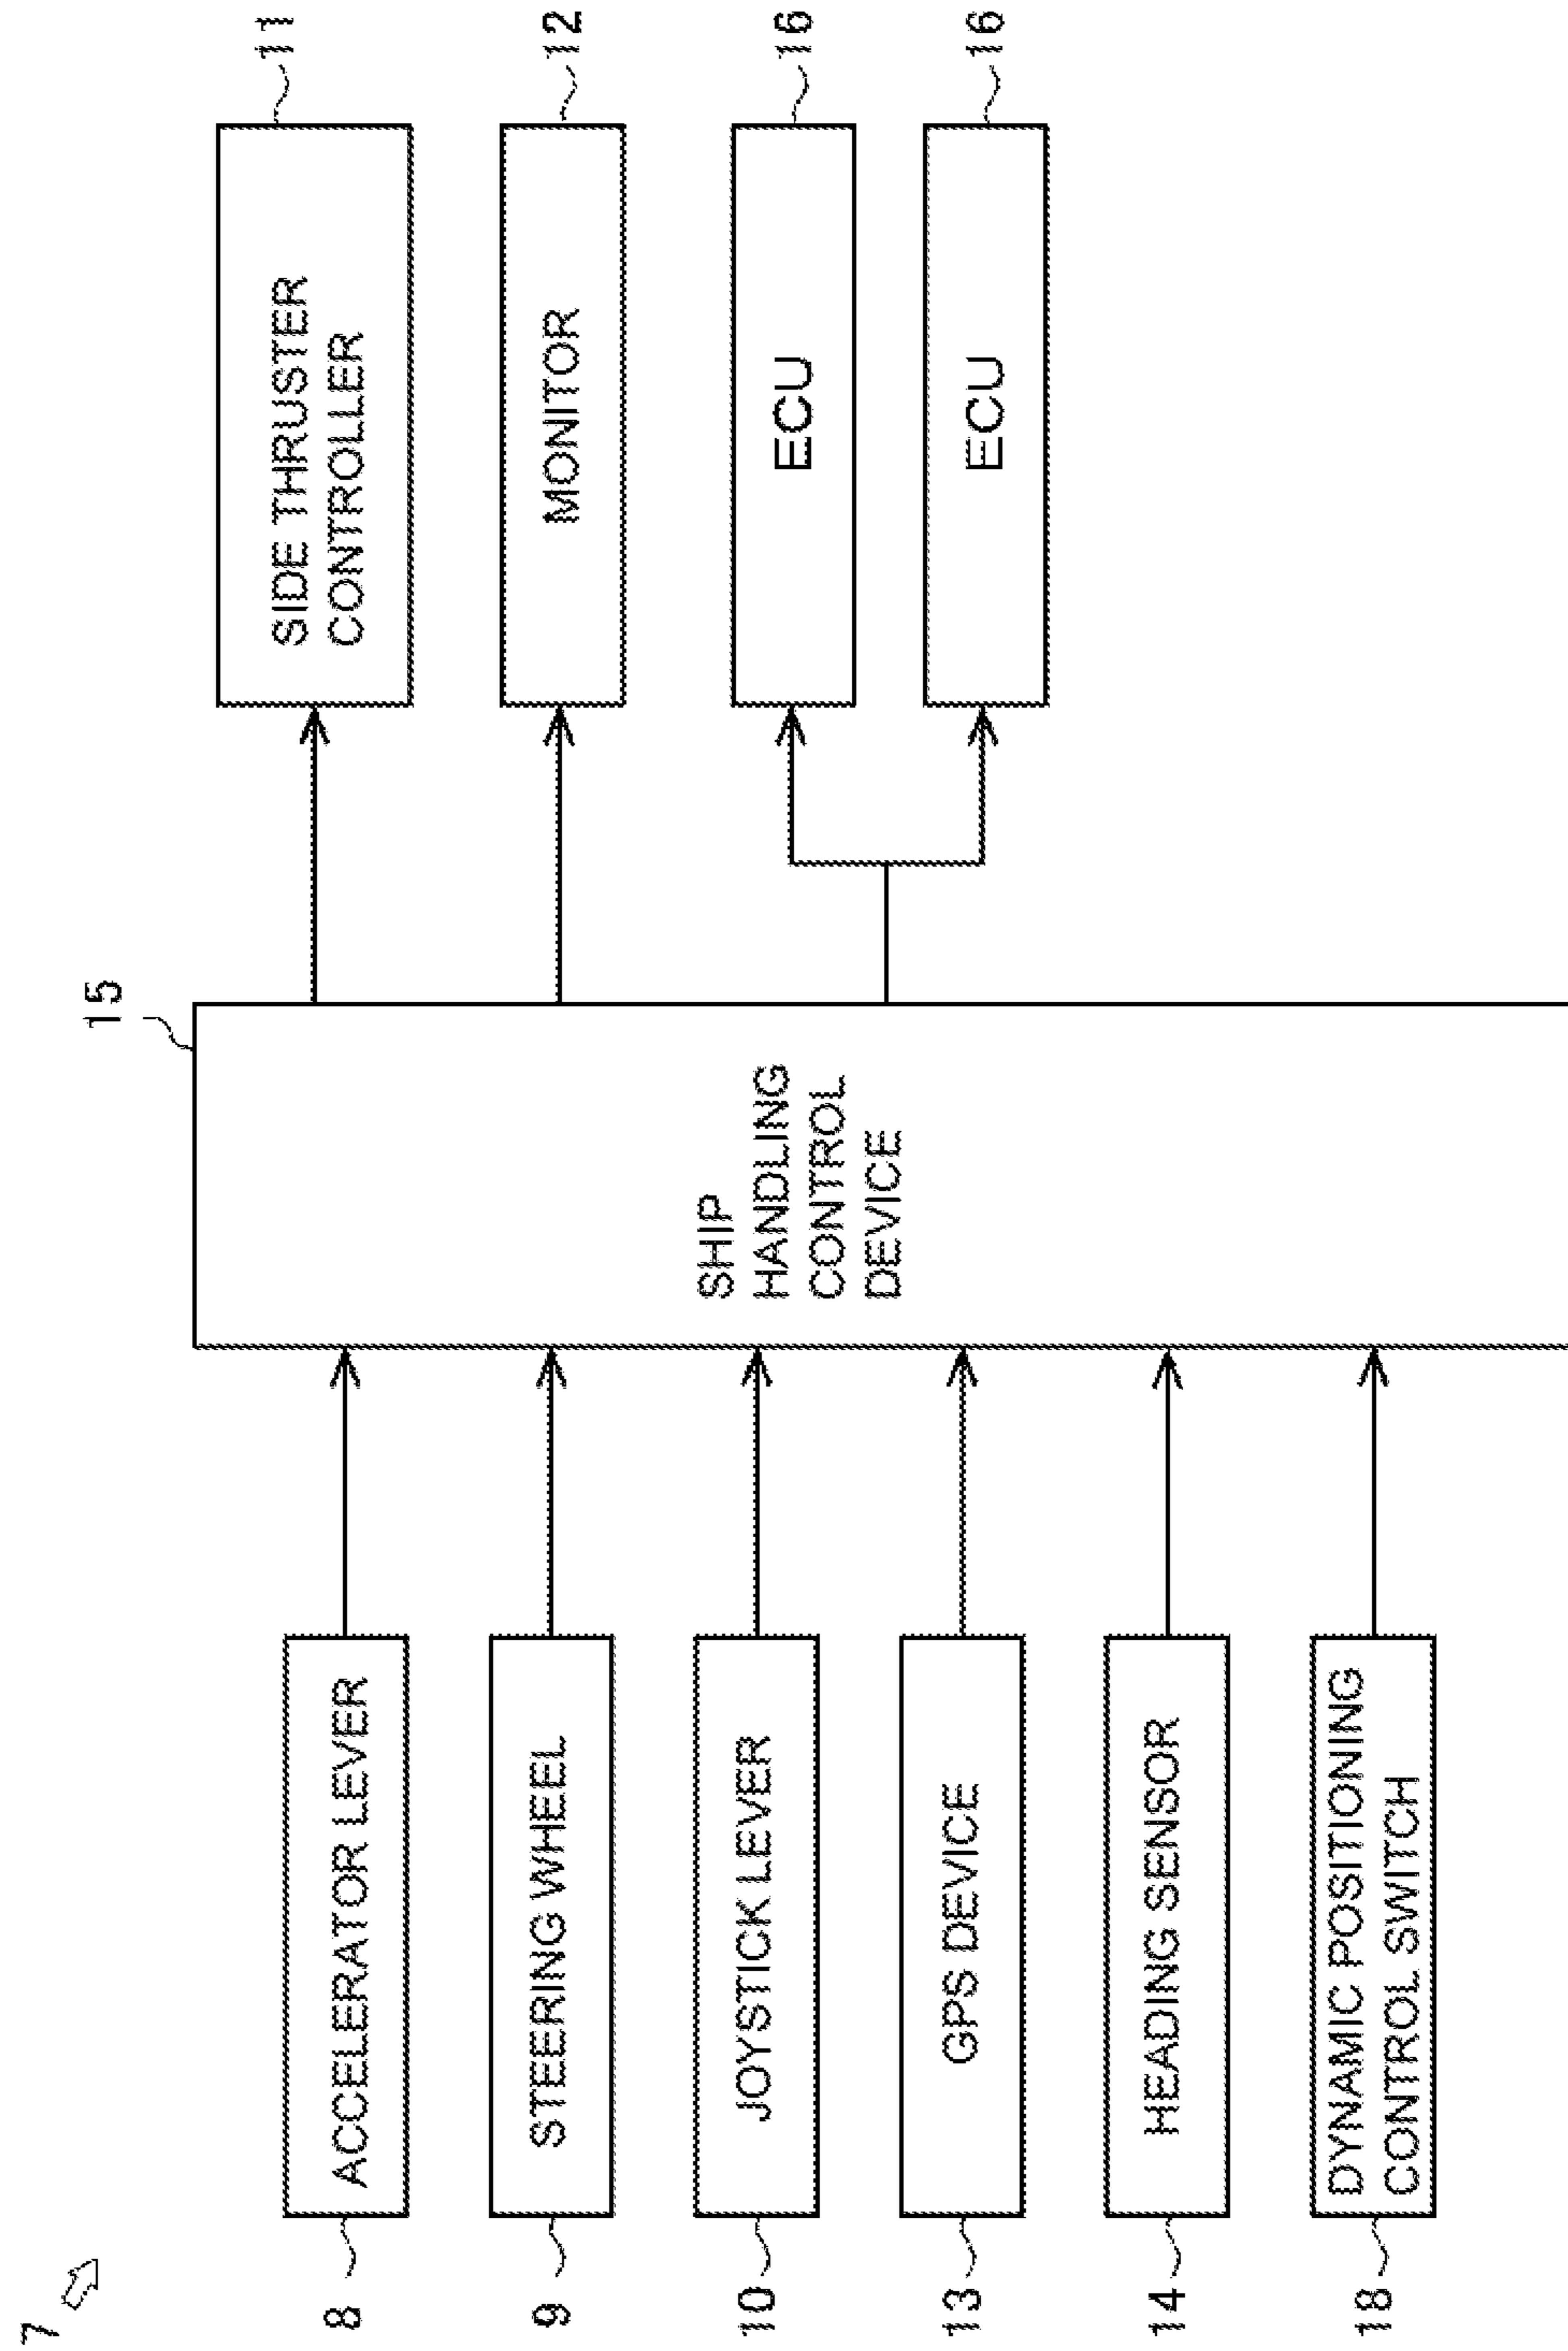 7
8
ACCELERATOR LEVER
9
STEERING WHEEL
10
JOYSTICK LEVER
13
GPS DEVICE
14
HEADING SENSOR
18
DYNAMIC POSITIONING
CONTROL SWITCH
15
SHIP
HANDLING
CONTROL
DEVICE
SIDE THRUSTER
CONTROLLER
11
MONITOR
12
ECU
16
ECU
16